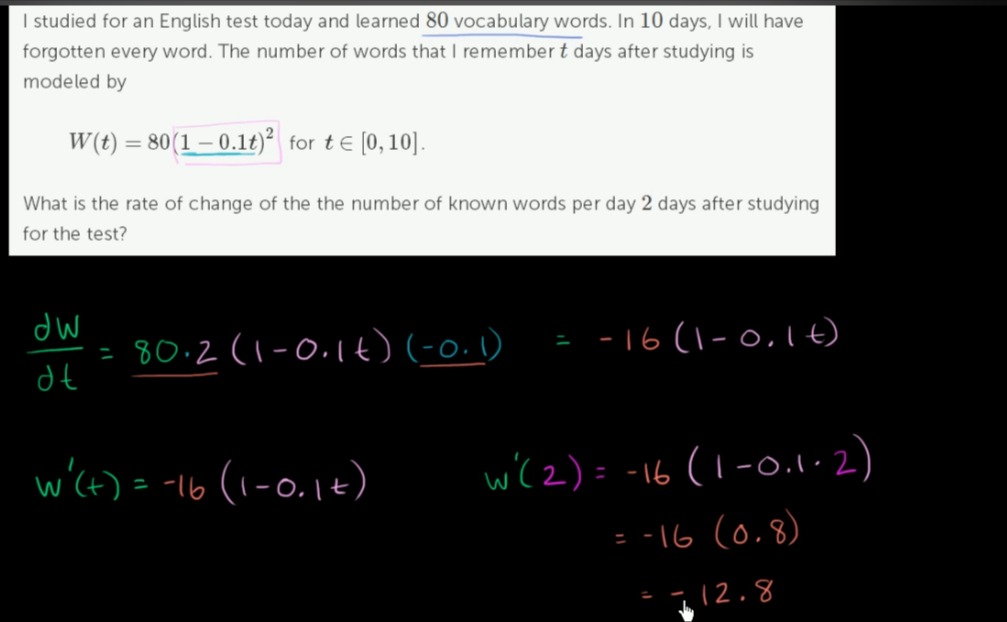 I studied for an English test today and learned 80 vocabulary words. In 10 days, I will have
forgotten every word. The number of words that I remember t days after studying is
modeled by
W(t) = 80(1 − 0.1t)² for t ∈ [0, 10].
What is the rate of change of the the number of known words per day 2 days after studying
for the test?
dW/dt = 80·2(1-0.1t)(-0.1) = -16(1-0.1t)
w'(t) = -16(1-0.1t) w'(2) = -16(1-0.1·2)
= -16(0.8)
= -12.8